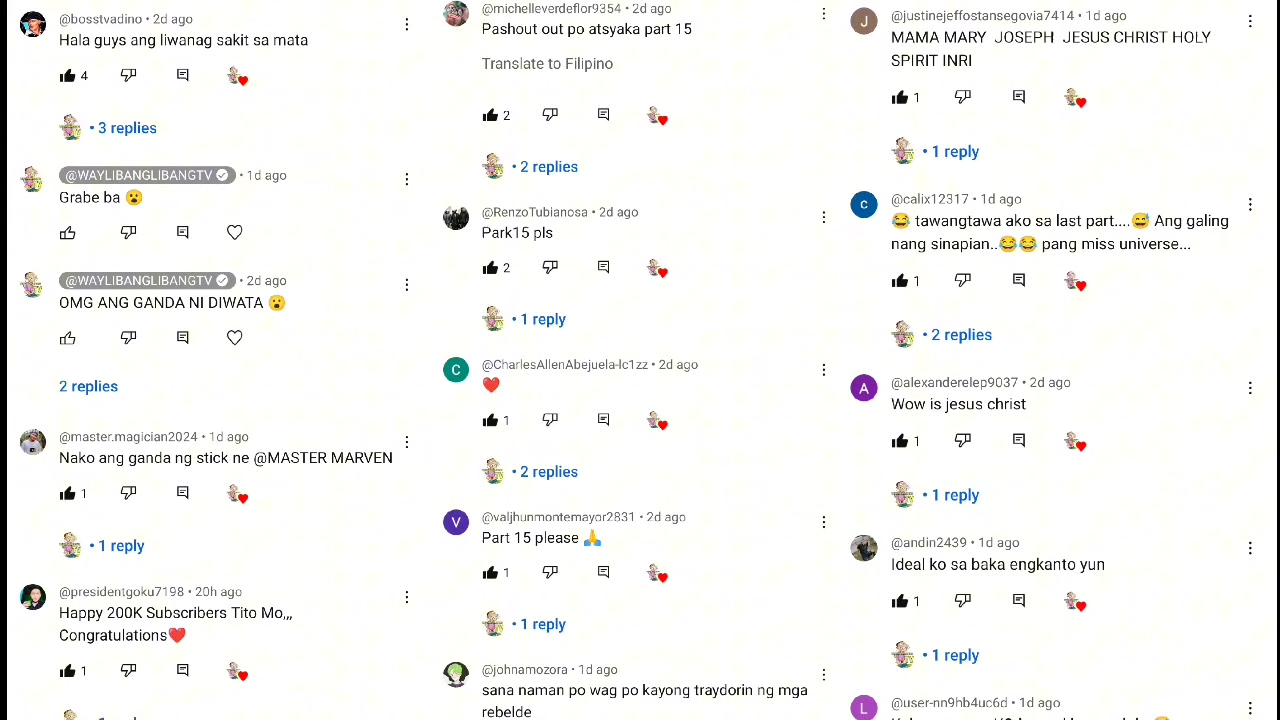 @bosstvadino • 2d ago
Hala guys ang liwanag sakit sa mata
4
• 3 replies
@WAYLIBANGLIBANGTV • 1d ago
Grabe ba 😮
@WAYLIBANGLIBANGTV • 2d ago
OMG ANG GANDA NI DIWATA 😮
2 replies
@master.magician2024 • 1d ago
Nako ang ganda ng stick ne @MASTER MARVEN
1
• 1 reply
@presidentgoku7198 • 20h ago
Happy 200K Subscribers Tito Mo,,,
Congratulations❤️
1
@michelleverdeflor9354 • 2d ago
Pashout out po atsyaka part 15
Translate to Filipino
2
• 2 replies
@RenzoTubianosa • 2d ago
Park15 pls
2
• 1 reply
@CharlesAllenAbejuela-lc1zz • 2d ago
❤️
1
• 2 replies
@valjhunmontemayor2831 • 2d ago
Part 15 please 🙏
1
• 1 reply
@johnamozora • 1d ago
sana naman po wag po kayong traydorin ng mga
rebelde
@justinejeffostansegovia7414 • 1d ago
MAMA MARY JOSEPH JESUS CHRIST HOLY
SPIRIT INRI
1
• 1 reply
@calix12317 • 1d ago
😂 tawangtawa ako sa last part....😅 Ang galing
nang sinapian..😂😂 pang miss universe...
1
• 2 replies
@alexanderelep9037 • 2d ago
Wow is jesus christ
1
• 1 reply
@andin2439 • 1d ago
Ideal ko sa baka engkanto yun
1
• 1 reply
@user-nn9hb4uc6d • 1d ago